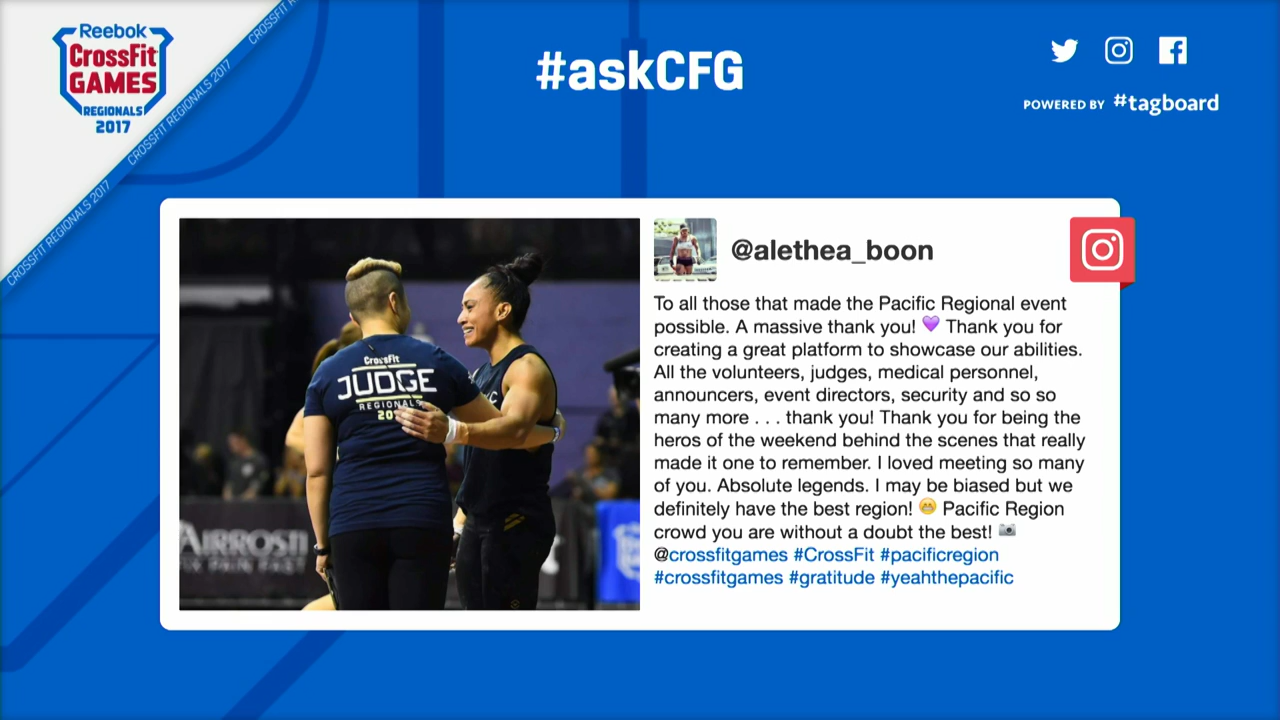 Reebok
CrossFit
GAMES
REGIONALS
2017
CROSSFIT REGIONALS 2017
CROSSFIT REGIONALS 2017
CROSSFIT RE
#askCFG
POWERED BY #tagboard
CrossFit
JUDGE
REGIONALS
AIRROSTI
FIX PAIN FAST
@alethea_boon
To all those that made the Pacific Regional event
possible. A massive thank you! 💜 Thank you for
creating a great platform to showcase our abilities.
All the volunteers, judges, medical personnel,
announcers, event directors, security and so so
many more . . . thank you! Thank you for being the
heros of the weekend behind the scenes that really
made it one to remember. I loved meeting so many
of you. Absolute legends. I may be biased but we
definitely have the best region! 😁 Pacific Region
crowd you are without a doubt the best! 📷
@crossfitgames #CrossFit #pacificregion
#crossfitgames #gratitude #yeahthepacific